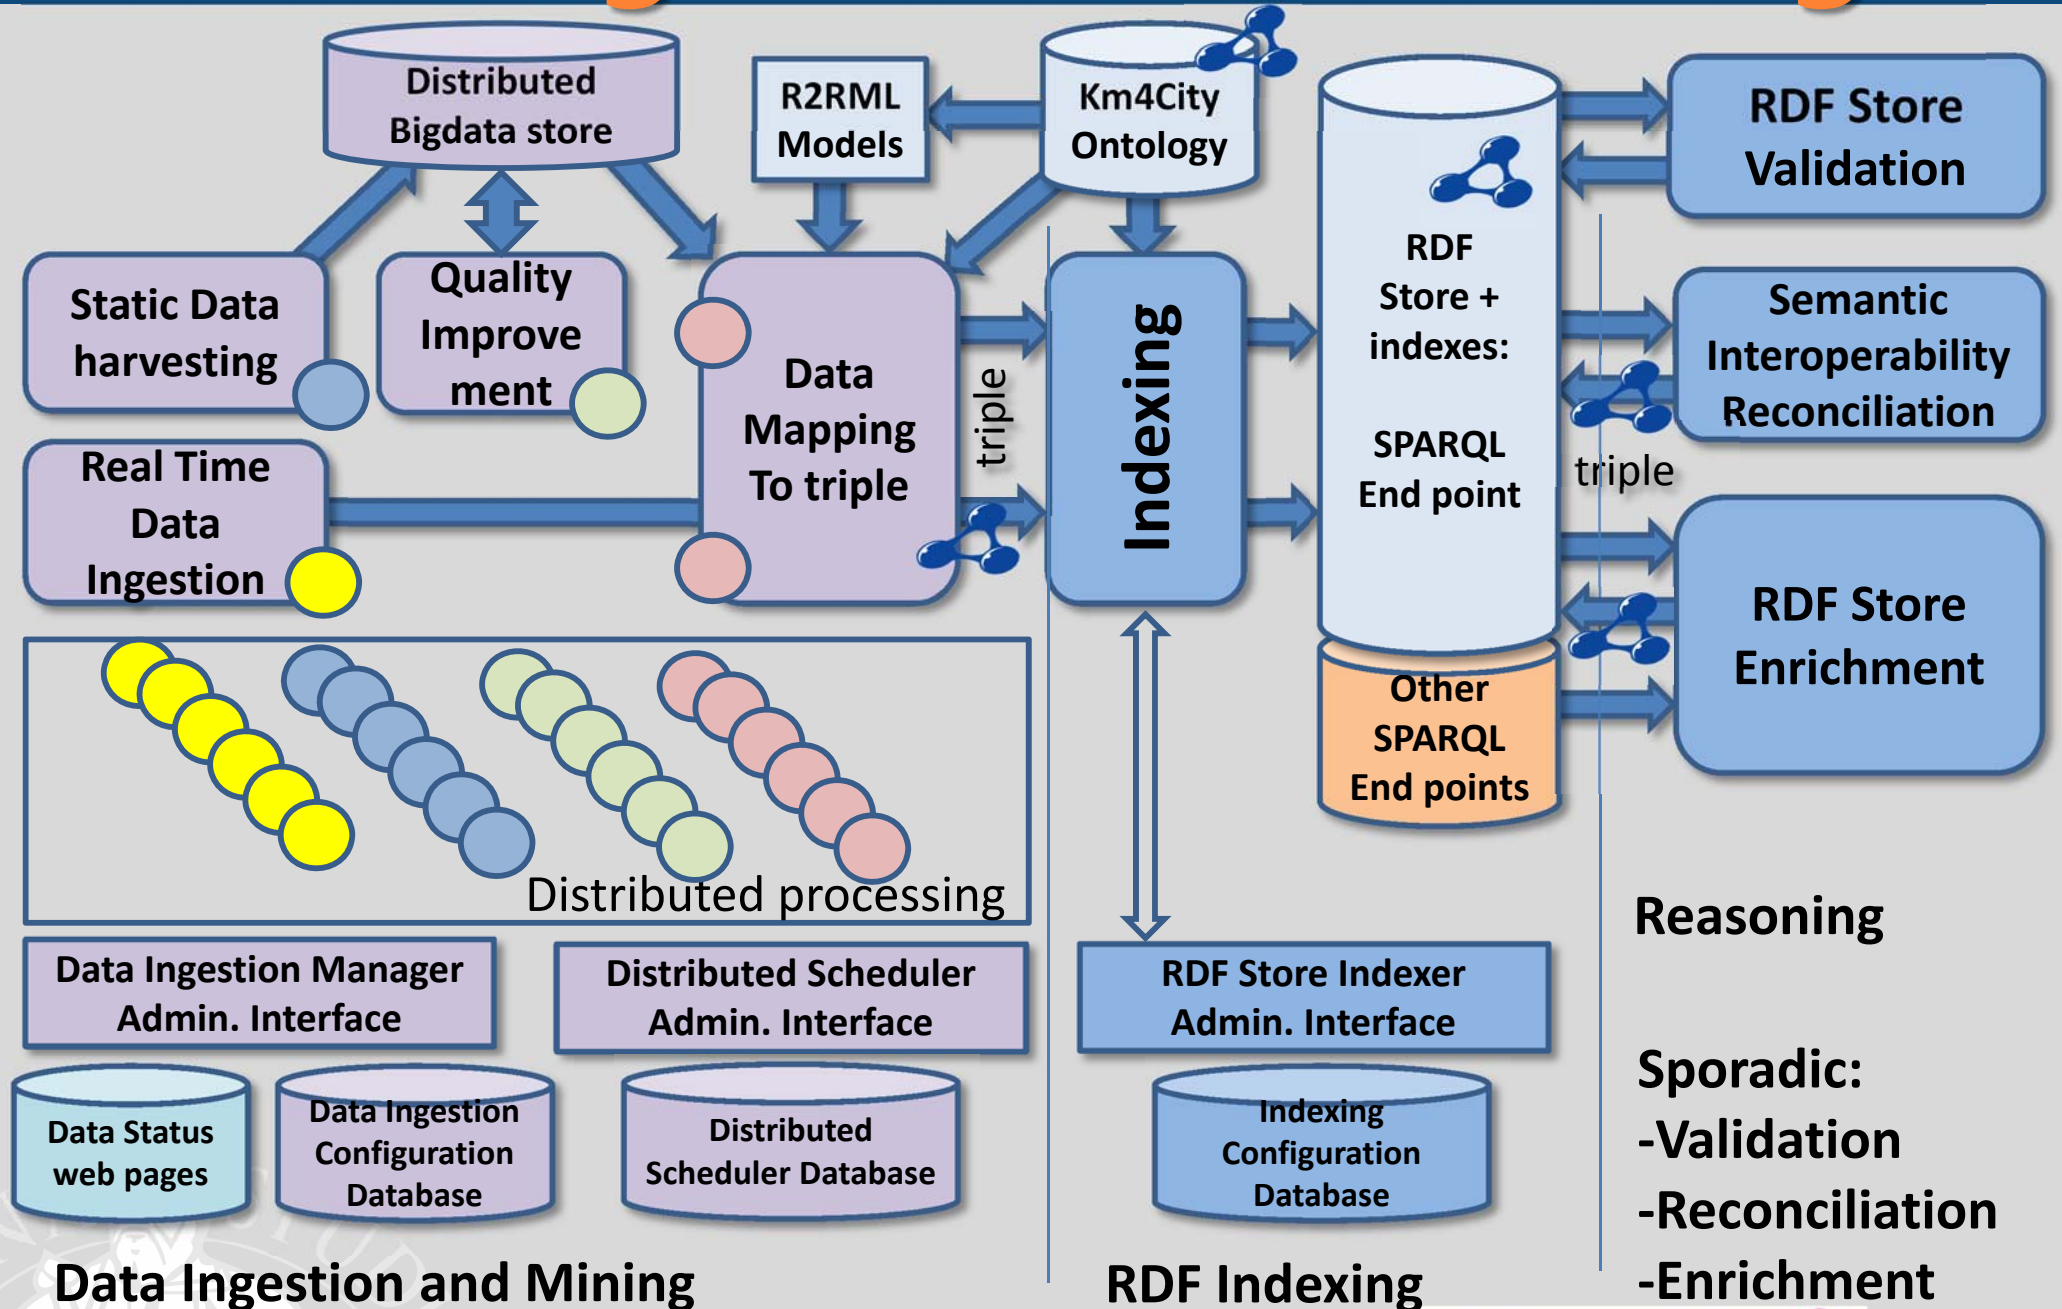 Distributed
Bigdata store
R2RML
Models
Km4City
Ontology
RDF Store
Validation
Static Data
harvesting
Quality
Improve
ment
Data
Mapping
To triple
triple
Indexing
RDF
Store +
indexes:
SPARQL
End point
Semantic
Interoperability
Reconciliation
triple
Real Time
Data
Ingestion
RDF Store
Enrichment
Other
SPARQL
End points
Distributed processing
Data Ingestion Manager
Admin. Interface
Distributed Scheduler
Admin. Interface
RDF Store Indexer
Admin. Interface
Data Status
web pages
Data Ingestion
Configuration
Database
Distributed
Scheduler Database
Indexing
Configuration
Database
Reasoning
Sporadic:
-Validation
-Reconciliation
-Enrichment
Data Ingestion and Mining
RDF Indexing